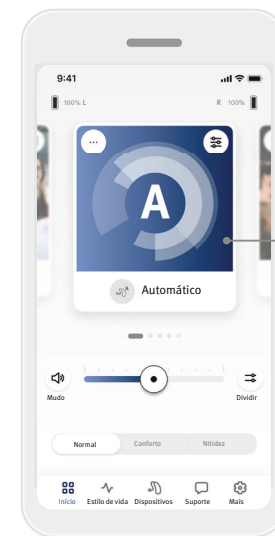 9:41
100% L
R 100%
...
A
Automático
Mudo
Dividir
Normal Conforto Nitidez
Início Estilo de vida Dispositivos Suporte Mais